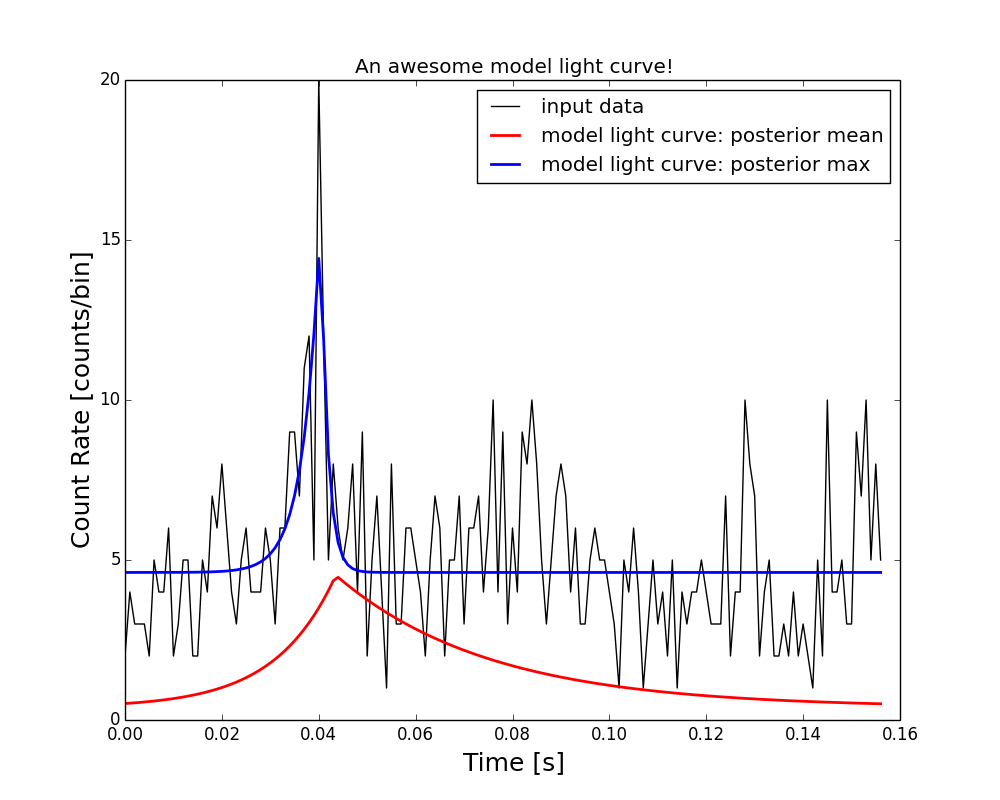 An awesome model light curve!
input data
model light curve: posterior mean
model light curve: posterior max
20
15
10
5
0
Count Rate [counts/bin]
0.00 0.02 0.04 0.06 0.08 0.10 0.12 0.14 0.16
Time [s]